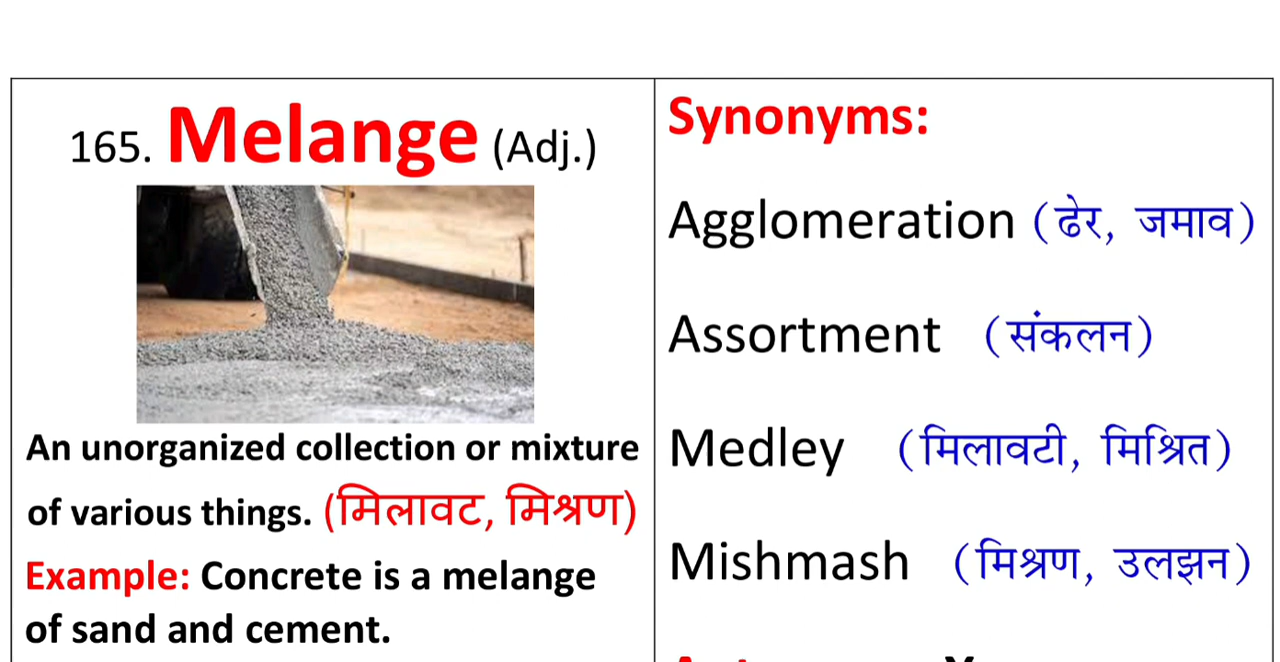 165. Melange (Adj.)
An unorganized collection or mixture
of various things. (मिलावट, मिश्रण)
Example: Concrete is a melange
of sand and cement.
Synonyms:
Agglomeration (ढेर, जमाव)
Assortment (संकलन)
Medley (मिलावटी, मिश्रित)
Mishmash (मिश्रण, उलझन)